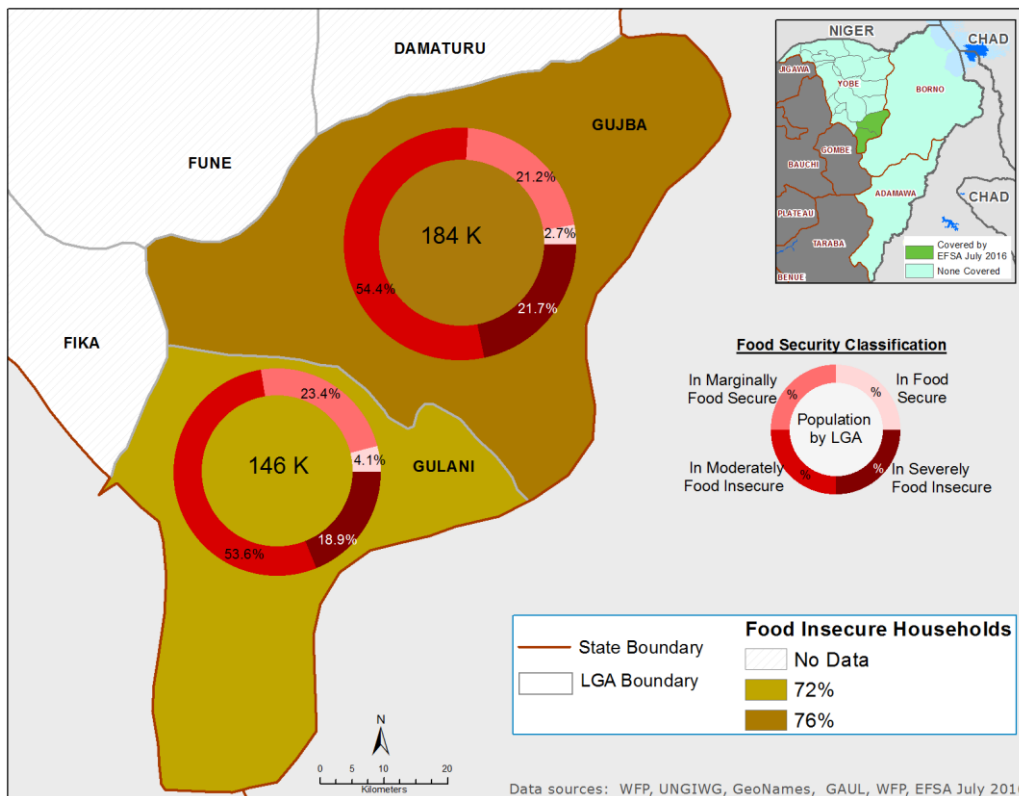 DAMATURU
GUJBA
FUNE
FIKA
GULANI
21.2%
2.7%
184 K
54.4%
21.7%
23.4%
4.1%
146 K
53.6%
18.9%
NIGER
CHAD
JIGAWA
YOBE
BORNO
GOMBE
BAUCHI
ADAMAWA
CHAD
PLATEAU
TARABA
BENUE
Covered by
EFSA July 2016
None Covered
Food Security Classification
In Marginally
Food Secure
In Food
Secure
%
%
Population
by LGA
In Moderately
Food Insecure
In Severely
Food Insecure
%
%
State Boundary
LGA Boundary
Food Insecure Households
No Data
72%
76%
N
0 5 10 20
Kilometers
Data sources: WFP, UNGIWG, GeoNames, GAUL, WFP, EFSA July 2016